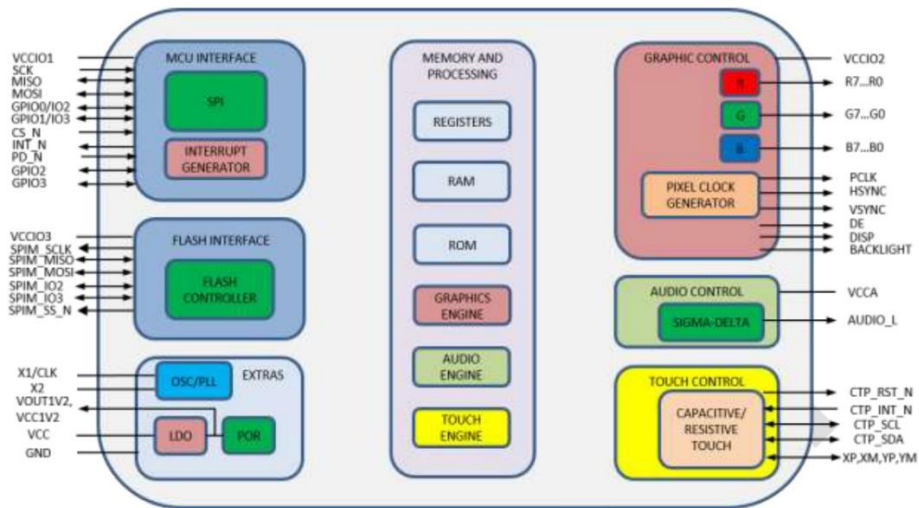 VCCIO1
SCK
MISO
MOSI
GPIO0/IO2
GPIO1/IO3
CS_N
INT_N
PD_N
GPIO2
GPIO3
MCU INTERFACE
SPI
INTERRUPT
GENERATOR
VCCIO3
SPIM_SCLK
SPIM_MISO
SPIM_MOSI
SPIM_IO2
SPIM_IO3
SPIM_SS_N
FLASH INTERFACE
FLASH
CONTROLLER
X1/CLK
X2
VOUT1V2,
VCC1V2
VCC
GND
OSC/PLL
EXTRAS
LDO
POR
MEMORY AND
PROCESSING
REGISTERS
RAM
ROM
GRAPHICS
ENGINE
AUDIO
ENGINE
TOUCH
ENGINE
GRAPHIC CONTROL
R
G
B
PIXEL CLOCK
GENERATOR
VCCIO2
R7...R0
G7...G0
B7...B0
PCLK
HSYNC
VSYNC
DE
DISP
BACKLIGHT
AUDIO CONTROL
SIGMA-DELTA
VCCA
AUDIO_L
TOUCH CONTROL
CAPACITIVE/
RESISTIVE
TOUCH
CTP_RST_N
CTP_INT_N
CTP_SCL
CTP_SDA
XP,XM,YP,YM